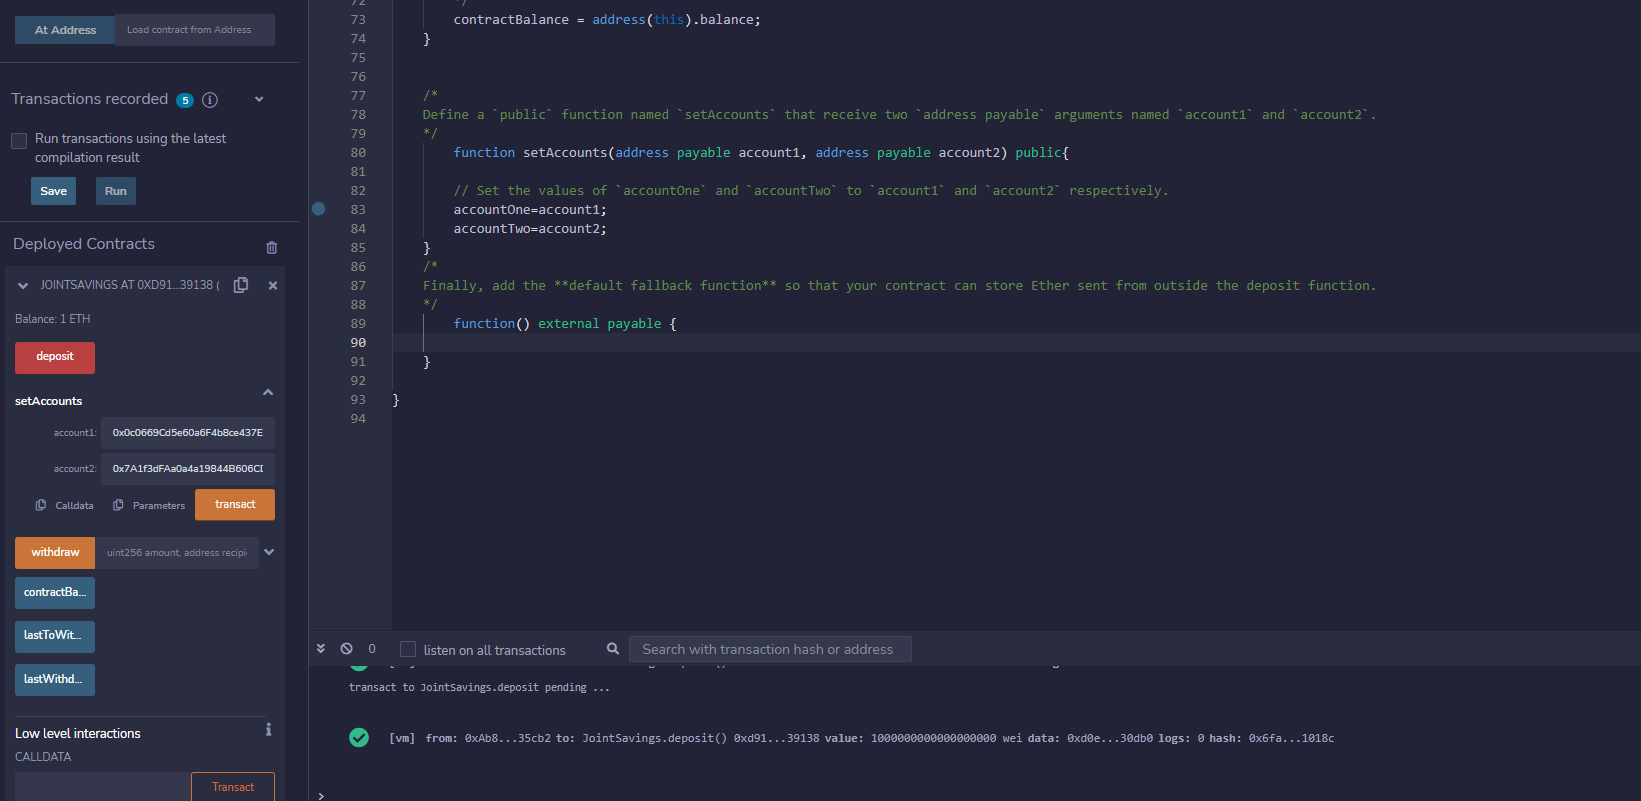 At Address
Load contract from Address
Transactions recorded 5
Run transactions using the latest
compilation result
Save
Run
Deployed Contracts
JOINTSAVINGS AT 0XD91...39138 (
Balance: 1 ETH
deposit
setAccounts
account1: 0x0c0669Cd5e60a6F4b8ce437E
account2: 0x7A1f3dFAa0a4a19844B606CD
Calldata
Parameters
transact
withdraw
uint256 amount, address recipi
contractBa...
lastToWit...
lastWithd...
Low level interactions
CALLDATA
Transact
72 */
73 contractBalance = address(this).balance;
74 }
75
76
77 /*
78 Define a `public` function named `setAccounts` that receive two `address payable` arguments named `account1` and `account2`.
79 */
80 function setAccounts(address payable account1, address payable account2) public{
81
82 // Set the values of `accountOne` and `accountTwo` to `account1` and `account2` respectively.
83 accountOne=account1;
84 accountTwo=account2;
85 }
86 /*
87 Finally, add the **default fallback function** so that your contract can store Ether sent from outside the deposit function.
88 */
89 function() external payable {
90
91 }
92
93 }
94
0
listen on all transactions
Search with transaction hash or address
transact to JointSavings.deposit pending ...
[vm] from: 0xAb8...35cb2 to: JointSavings.deposit() 0xd91...39138 value: 1000000000000000000 wei data: 0xd0e...30db0 logs: 0 hash: 0x6fa...1018c
>